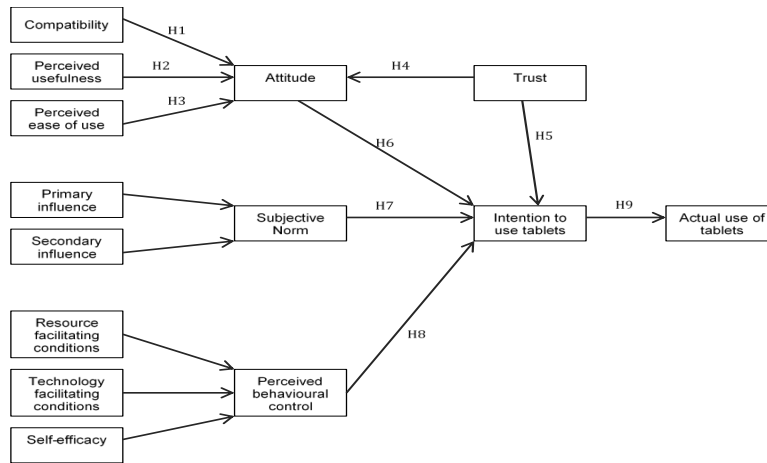 Compatibility
H1
Perceived
usefulness
H2
Perceived
ease of use
H3
Attitude
H4
Trust
H5
H6
Primary
influence
Secondary
influence
Subjective
Norm
H7
Intention to
use tablets
H9
Actual use of
tablets
Resource
facilitating
conditions
Technology
facilitating
conditions
Self-efficacy
Perceived
behavioural
control
H8